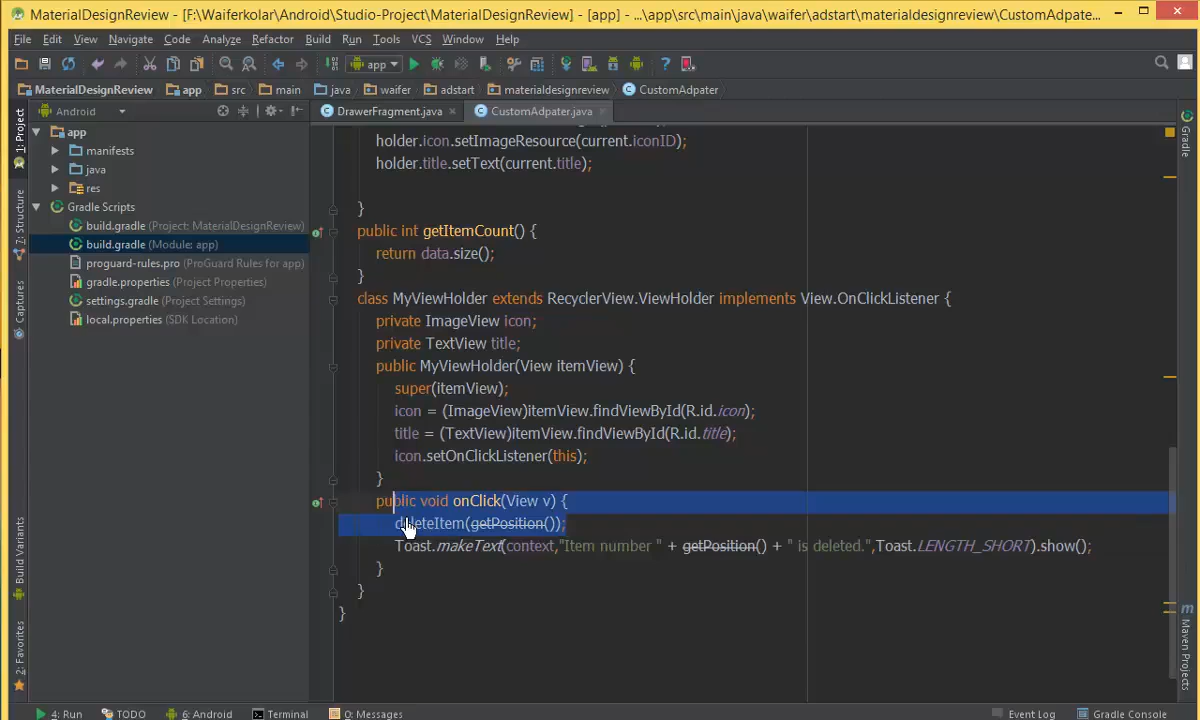 MaterialDesignReview - [F:\Waiferkolar\Android\Studio-Project\MaterialDesignReview] - [app] - ...\app\src\main\java\waifer\adstart\materialdesignreview\CustomAdpate...
File Edit View Navigate Code Analyze Refactor Build Run Tools VCS Window Help
app
MaterialDesignReview app src main java waifer adstart materialdesignreview CustomAdpater
Android DrawerFragment.java CustomAdpater.java
1: Project
7: Structure
Captures
Build Variants
2: Favorites
app
manifests
java
res
Gradle Scripts
build.gradle (Project: MaterialDesignReview)
build.gradle (Module: app)
proguard-rules.pro (ProGuard Rules for app)
gradle.properties (Project Properties)
settings.gradle (Project Settings)
local.properties (SDK Location)
holder.icon.setImageResource(current.iconID);
holder.title.setText(current.title);
}
public int getItemCount() {
return data.size();
}
class MyViewHolder extends RecyclerView.ViewHolder implements View.OnClickListener {
private ImageView icon;
private TextView title;
public MyViewHolder(View itemView) {
super(itemView);
icon = (ImageView)itemView.findViewById(R.id.icon);
title = (TextView)itemView.findViewById(R.id.title);
icon.setOnClickListener(this);
}
public void onClick(View v) {
deleteItem(getPosition());
Toast.makeText(context,"Item number " + getPosition() + " is deleted.",Toast.LENGTH_SHORT).show();
}
}
}
Gradle
Maven Projects
4: Run TODO 6: Android Terminal 0: Messages Event Log Gradle Console